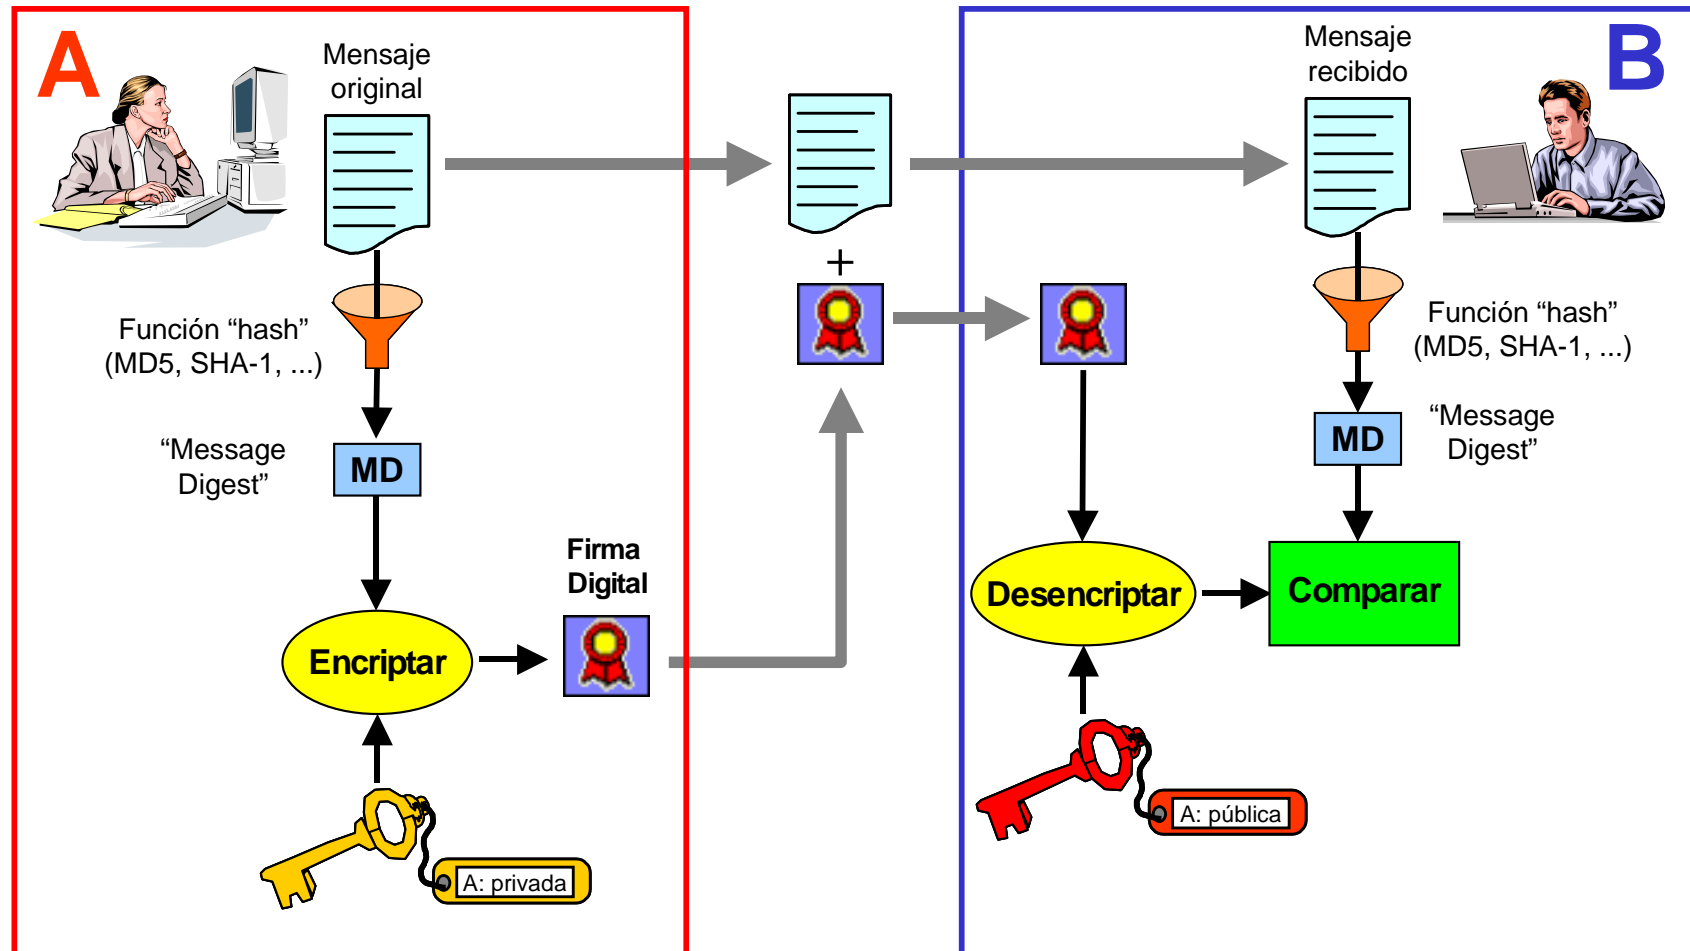 A
Mensaje
original
Función “hash”
(MD5, SHA-1, ...)
“Message
Digest”
MD
Encriptar
Firma
Digital
A: privada
+
B
Mensaje
recibido
Función “hash”
(MD5, SHA-1, ...)
“Message
Digest”
MD
Desencriptar
Comparar
A: pública